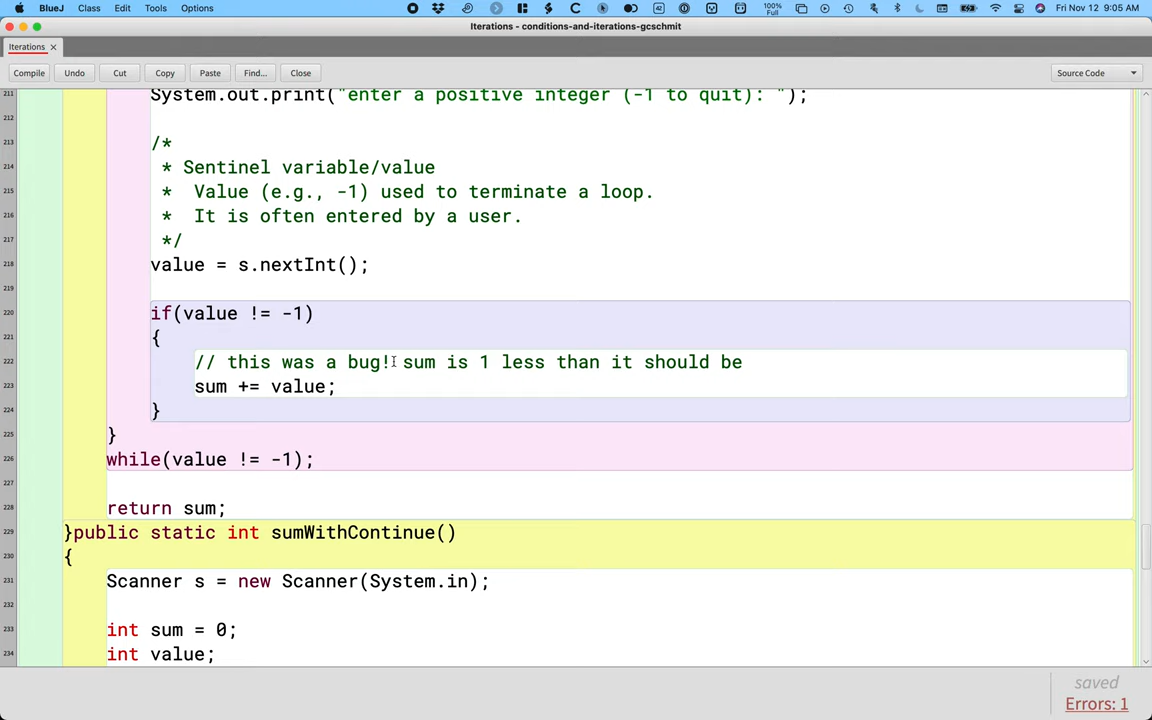 BlueJ Class Edit Tools Options 42 100% Full Fri Nov 12 9:05 AM
Iterations - conditions-and-iterations-gcschmit
Iterations
Compile Undo Cut Copy Paste Find... Close Source Code
211 System.out.print("enter a positive integer (-1 to quit): ");
212
213 /*
214 * Sentinel variable/value
215 * Value (e.g., -1) used to terminate a loop.
216 * It is often entered by a user.
217 */
218 value = s.nextInt();
219
220 if(value != -1)
221 {
222 // this was a bug! sum is 1 less than it should be
223 sum += value;
224 }
225 }
226 while(value != -1);
227
228 return sum;
229 }public static int sumWithContinue()
230 {
231 Scanner s = new Scanner(System.in);
232
233 int sum = 0;
234 int value;
saved
Errors: 1